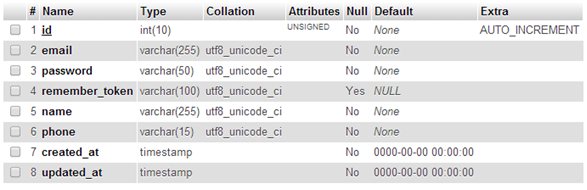 # Name Type Collation Attributes Null Default Extra
1 id int(10) UNSIGNED No None AUTO_INCREMENT
2 email varchar(255) utf8_unicode_ci No None
3 password varchar(50) utf8_unicode_ci No None
4 remember_token varchar(100) utf8_unicode_ci Yes NULL
5 name varchar(255) utf8_unicode_ci No None
6 phone varchar(15) utf8_unicode_ci No None
7 created_at timestamp No 0000-00-00 00:00:00
8 updated_at timestamp No 0000-00-00 00:00:00